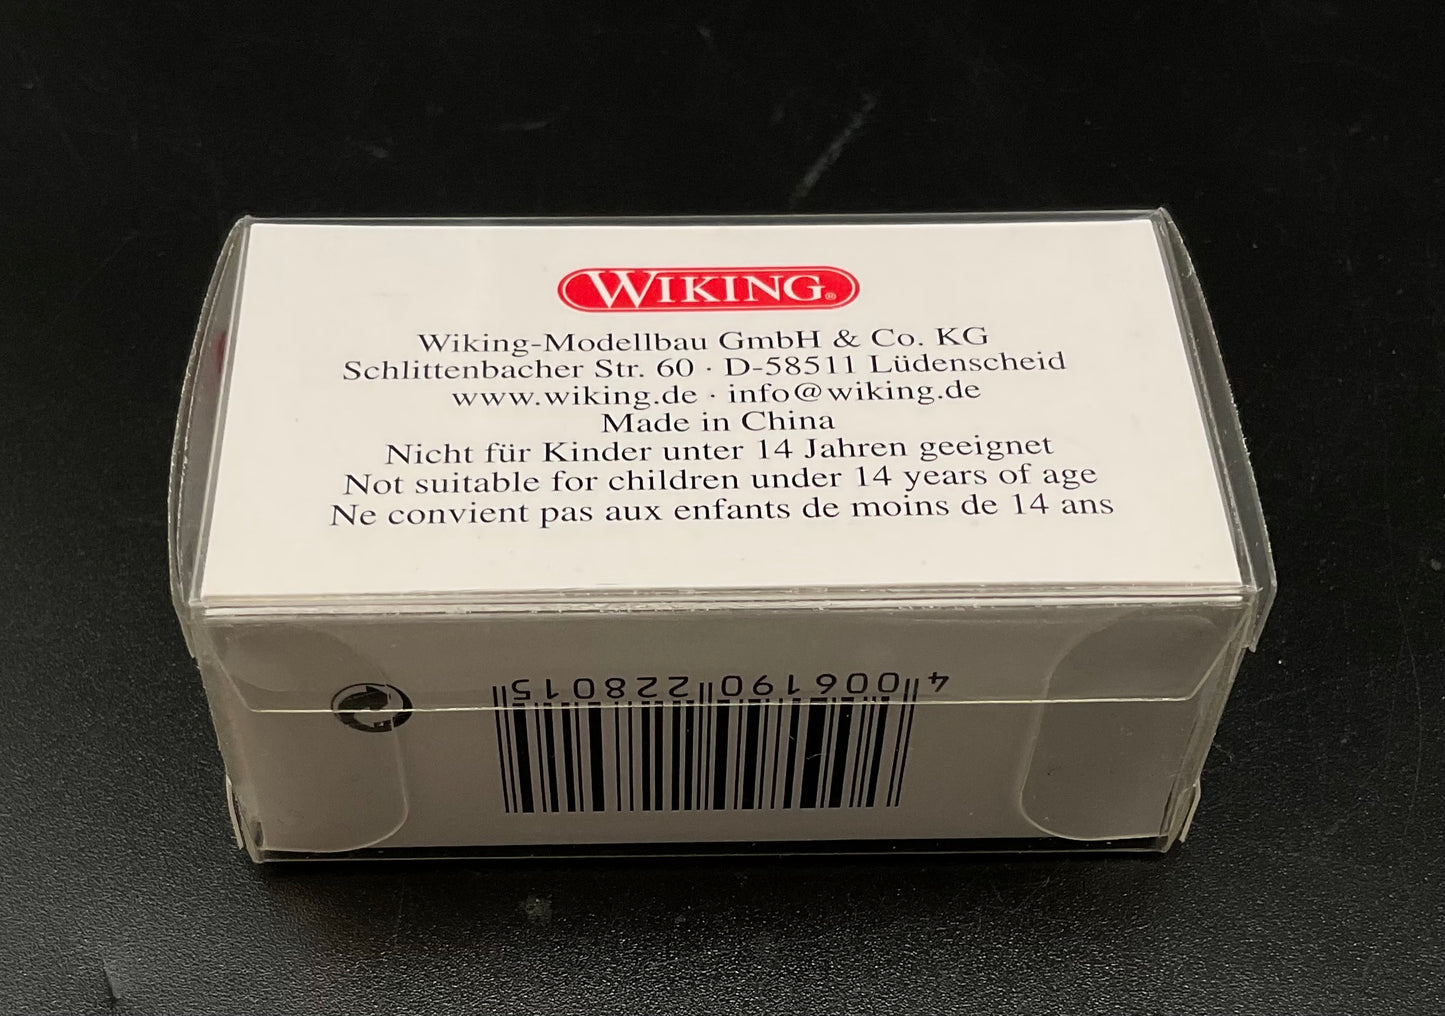 WIKING®
Wiking-Modellbau GmbH & Co. KG
Schlittenbacher Str. 60 · D-58511 Lüdenscheid
www.wiking.de · info@wiking.de
Made in China
Nicht für Kinder unter 14 Jahren geeignet
Not suitable for children under 14 years of age
Ne convient pas aux enfants de moins de 14 ans
4 006190 228015